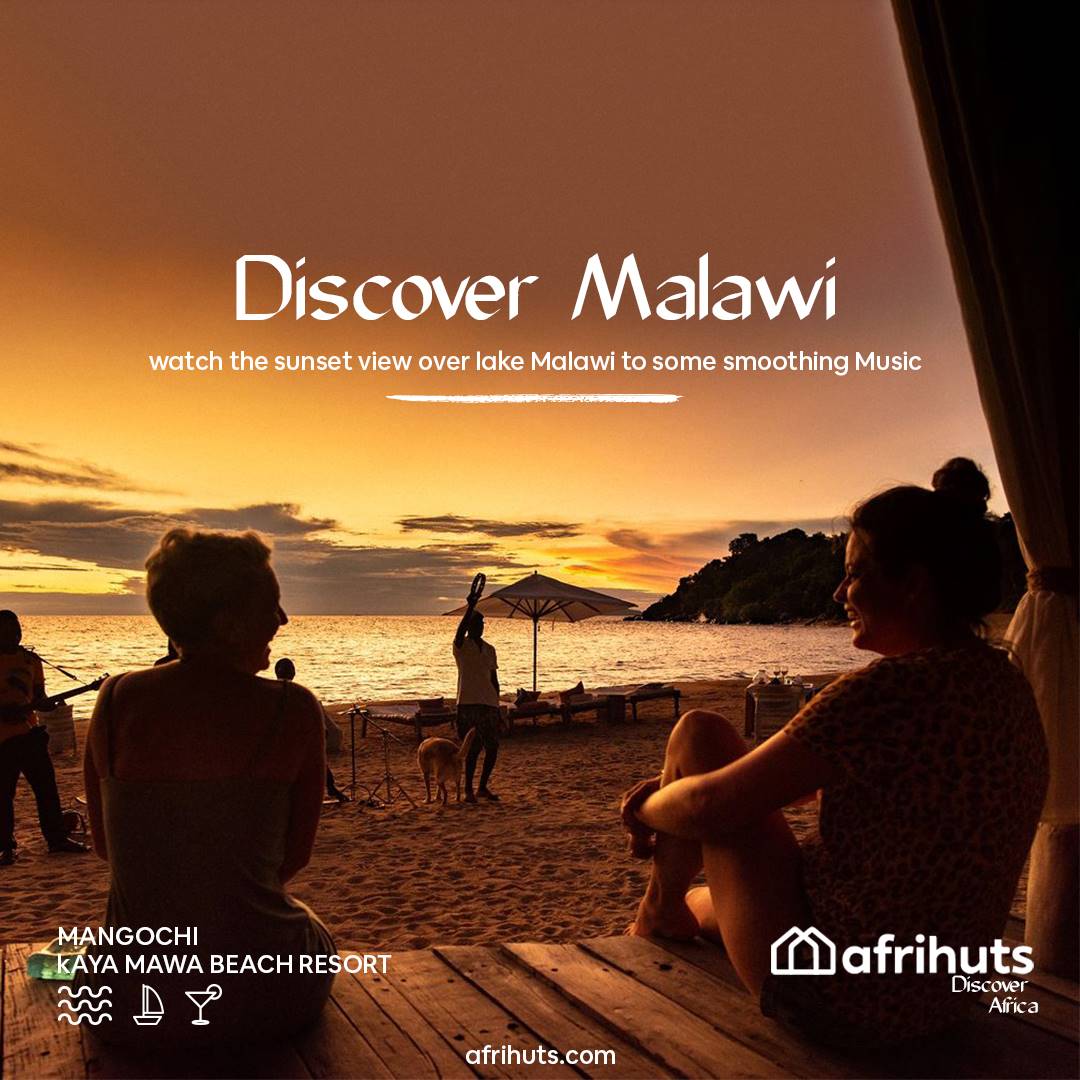 Discover Malawi
watch the sunset view over lake Malawi to some smoothing Music
MANGOCHI
kAYA MAWA BEACH RESORT
afrihuts
Discover
Africa
afrihuts.com